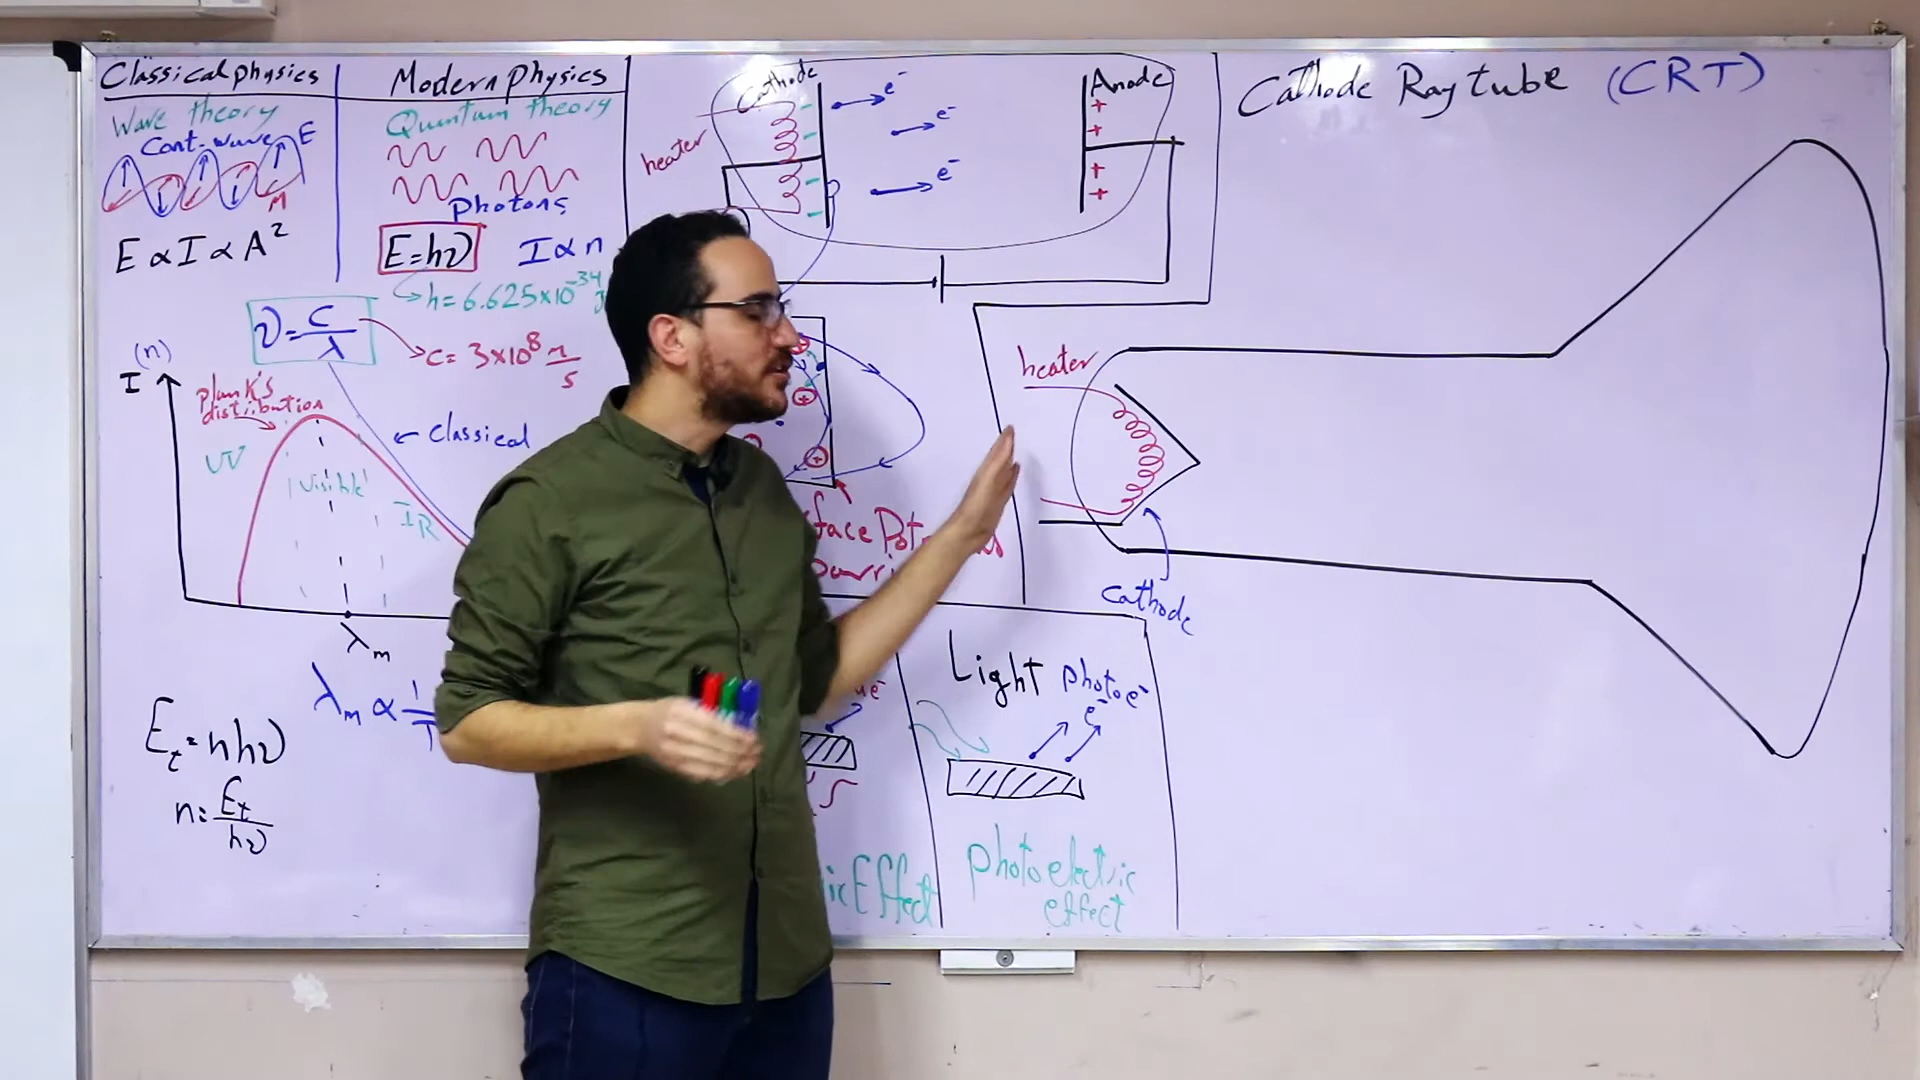 Classical physics
Wave theory
Cont. wave
E
M
E ∝ I ∝ A²
Modern Physics
Quantum theory
Photons
E=hν
I ∝ n
h= 6.625×10⁻³⁴ J
ν= C/λ
C= 3×10⁸ m/s
(n)
I
plank's
distribution
classical
UV
Visible
IR
λm
λm ∝ 1/T
Et = nhν
n= Et/hν
Cathode
heater
- - - -
e⁻
e⁻
e⁻
Anode
+
+
+
+
+
+
+
e⁻
Light
Photo e⁻
e⁻
ic Effect
photoelectric
effect
Cathode Ray tube (CRT)
heater
Cathode